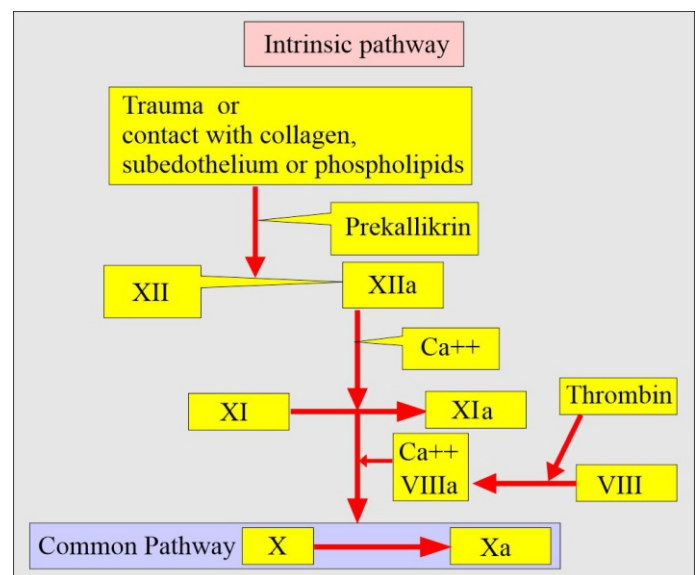 Intrinsic pathway
Trauma or
contact with collagen,
subedothelium or phospholipids
Prekallikrin
XII
XIIa
Ca++
XI
XIa
Thrombin
Ca++
VIIIa
VIII
Common Pathway
X
Xa